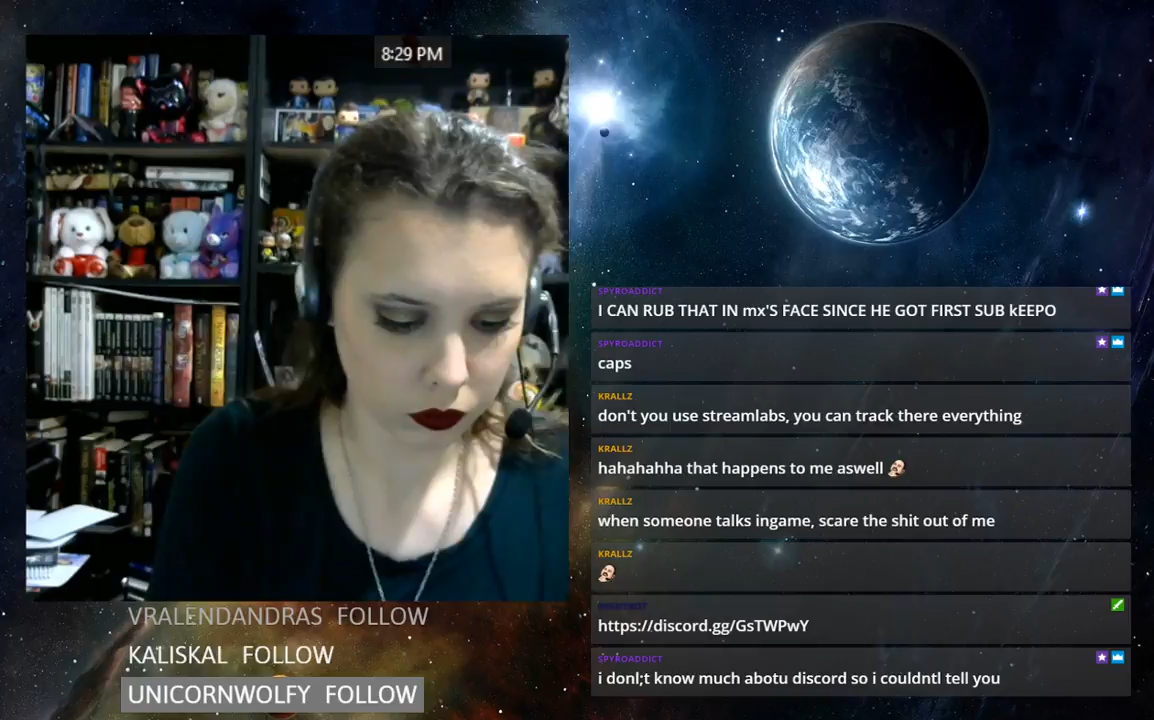 8:29 PM
SPYROADDICT
I CAN RUB THAT IN mx'S FACE SINCE HE GOT FIRST SUB kEEPO
SPYROADDICT
caps
KRALLZ
don't you use streamlabs, you can track there everything
KRALLZ
hahahahha that happens to me aswell
KRALLZ
when someone talks ingame, scare the shit out of me
KRALLZ
https://discord.gg/GsTWPwY
SPYROADDICT
i donl;t know much abotu discord so i couldntl tell you
VRALENDANDRAS FOLLOW
KALISKAL FOLLOW
UNICORNWOLFY FOLLOW